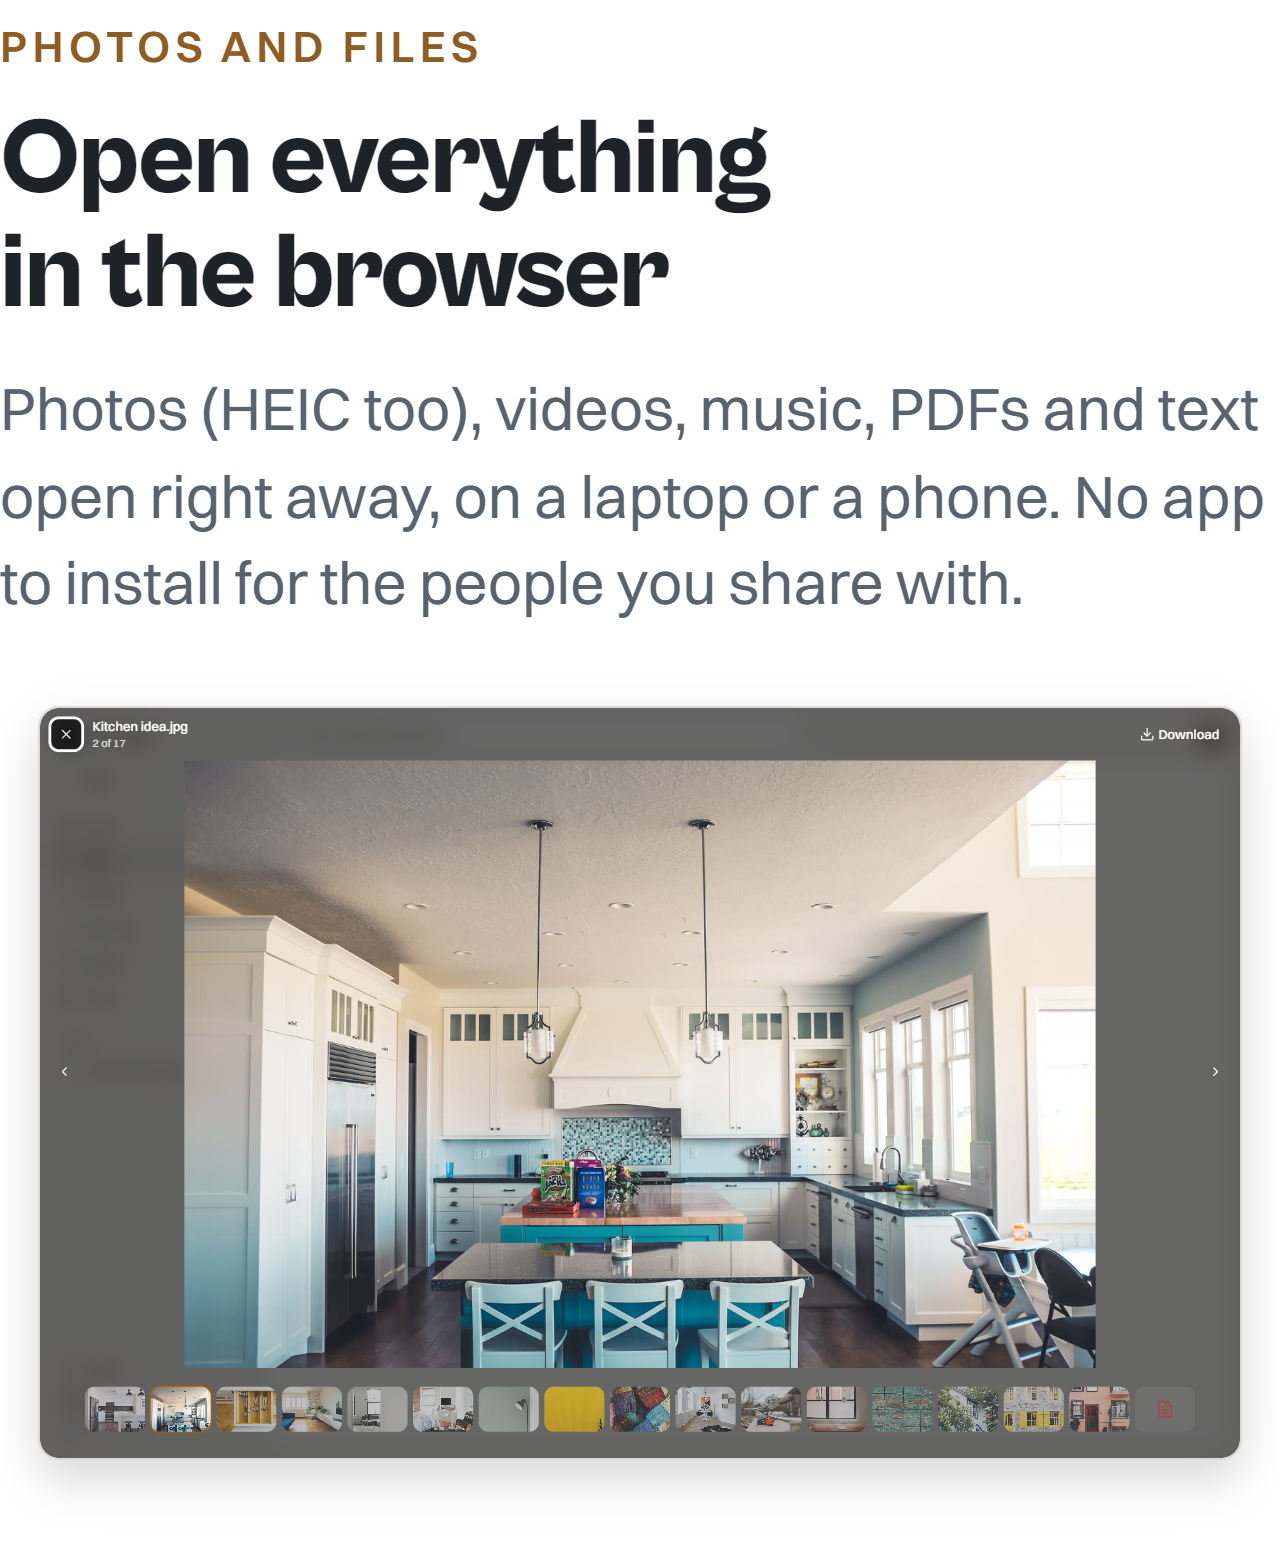 PHOTOS AND FILES
Open everything
in the browser
Photos (HEIC too), videos, music, PDFs and text
open right away, on a laptop or a phone. No app
to install for the people you share with.
Kitchen idea.jpg
2 of 17
Download